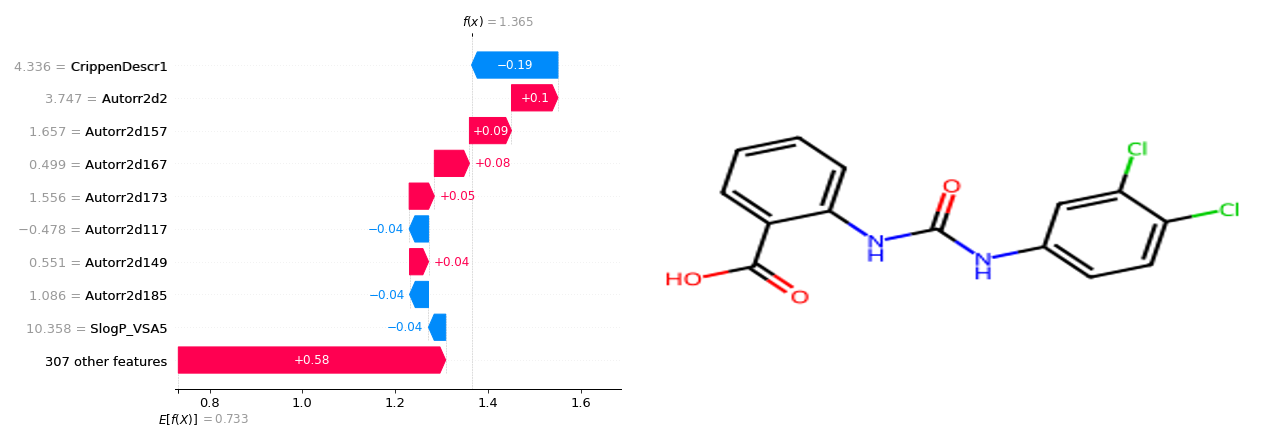 f(x) = 1.365
4.336 = CrippenDescr1
−0.19
3.747 = Autorr2d2
+0.1
1.657 = Autorr2d157
+0.09
0.499 = Autorr2d167
+0.08
1.556 = Autorr2d173
+0.05
−0.478 = Autorr2d117
−0.04
0.551 = Autorr2d149
+0.04
1.086 = Autorr2d185
−0.04
10.358 = SlogP_VSA5
−0.04
307 other features
+0.58
0.8 1.0 1.2 1.4 1.6
E[f(X)] = 0.733
Cl
Cl
O
N
H
N
H
HO
O